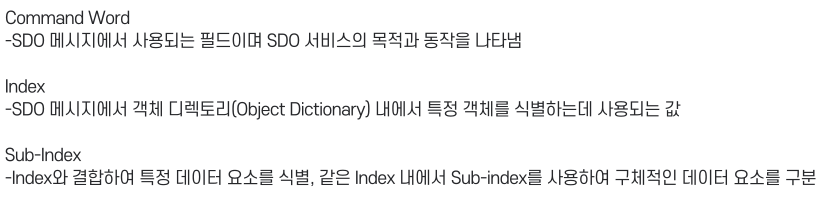 Command Word
-SDO 메시지에서 사용되는 필드이며 SDO 서비스의 목적과 동작을 나타냄
Index
-SDO 메시지에서 객체 디렉토리(Object Dictionary) 내에서 특정 객체를 식별하는데 사용되는 값
Sub-Index
-Index와 결합하여 특정 데이터 요소를 식별, 같은 Index 내에서 Sub-index를 사용하여 구체적인 데이터 요소를 구분